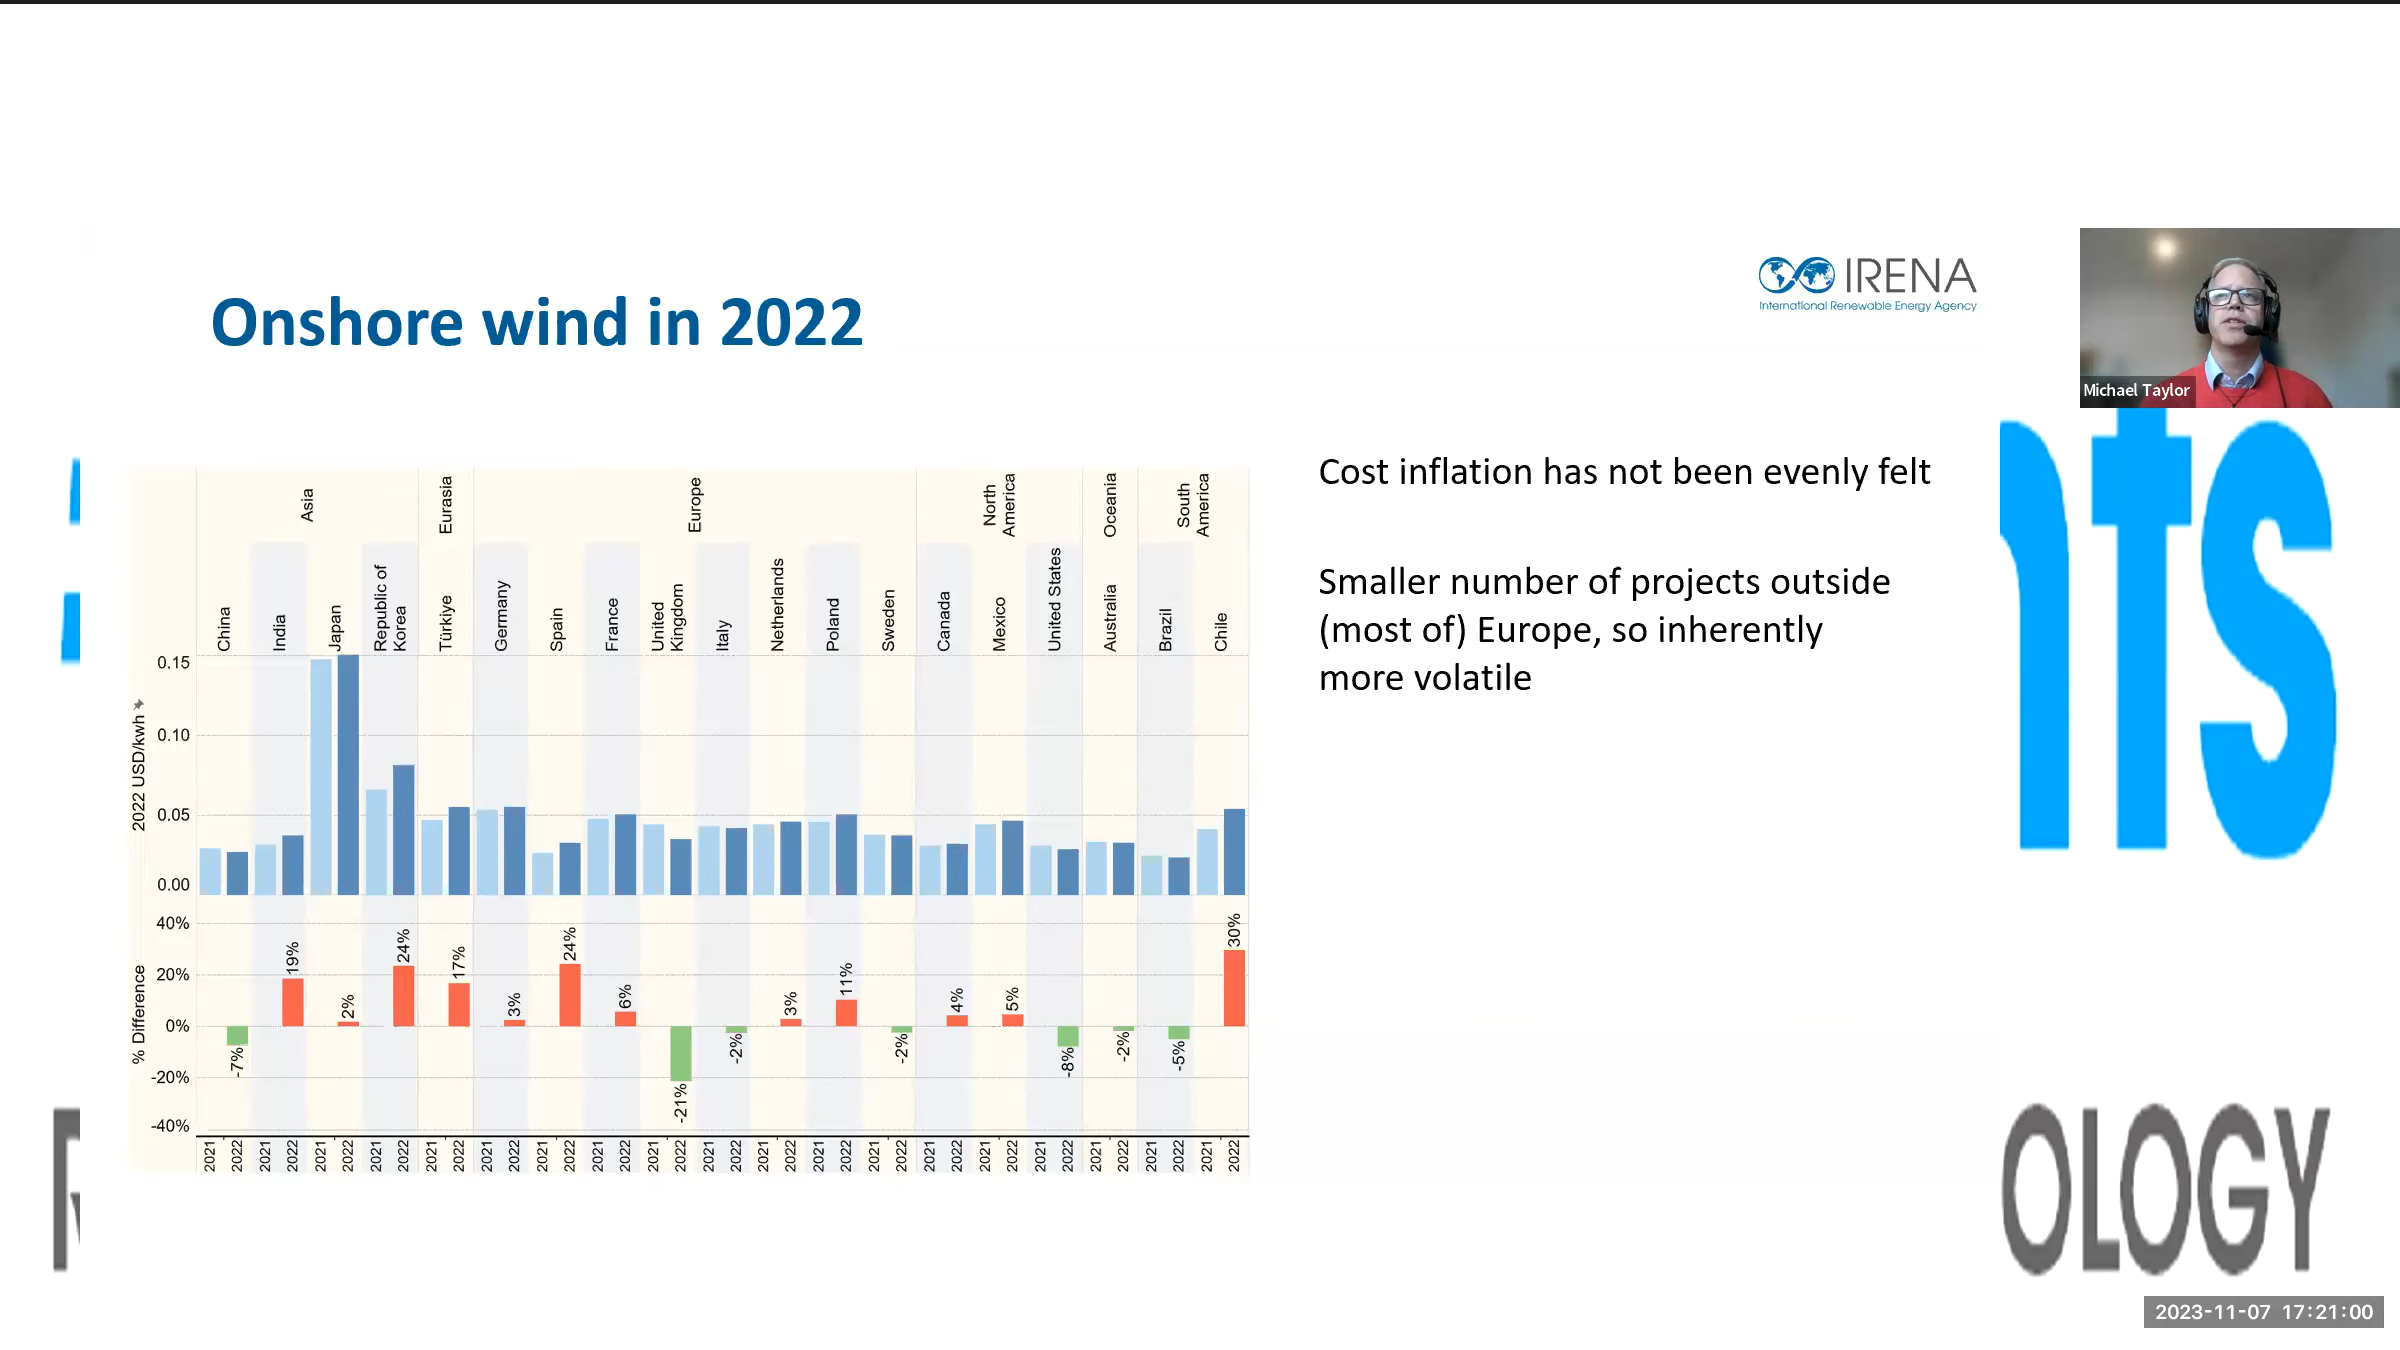 Onshore wind in 2022
IRENA
International Renewable Energy Agency
Michael Taylor
Cost inflation has not been evenly felt
Smaller number of projects outside
(most of) Europe, so inherently
more volatile
Asia
Eurasia
Europe
North
America
Oceania
South
America
China
India
Japan
Republic of
Korea
Türkiye
Germany
Spain
France
United
Kingdom
Italy
Netherlands
Poland
Sweden
Canada
Mexico
United States
Australia
Brazil
Chile
2022 USD/kwh
0.15
0.10
0.05
0.00
% Difference
40%
20%
0%
-20%
-40%
-7%
19%
2%
24%
17%
3%
24%
6%
-21%
-2%
3%
11%
-2%
4%
5%
-8%
-2%
-5%
30%
2021 2022 2021 2022 2021 2022 2021 2022 2021 2022 2021 2022 2021 2022 2021 2022 2021 2022 2021 2022 2021 2022 2021 2022 2021 2022 2021 2022 2021 2022 2021 2022 2021 2022 2021 2022 2021 2022
nts
OLOGY
2023-11-07 17:21:00